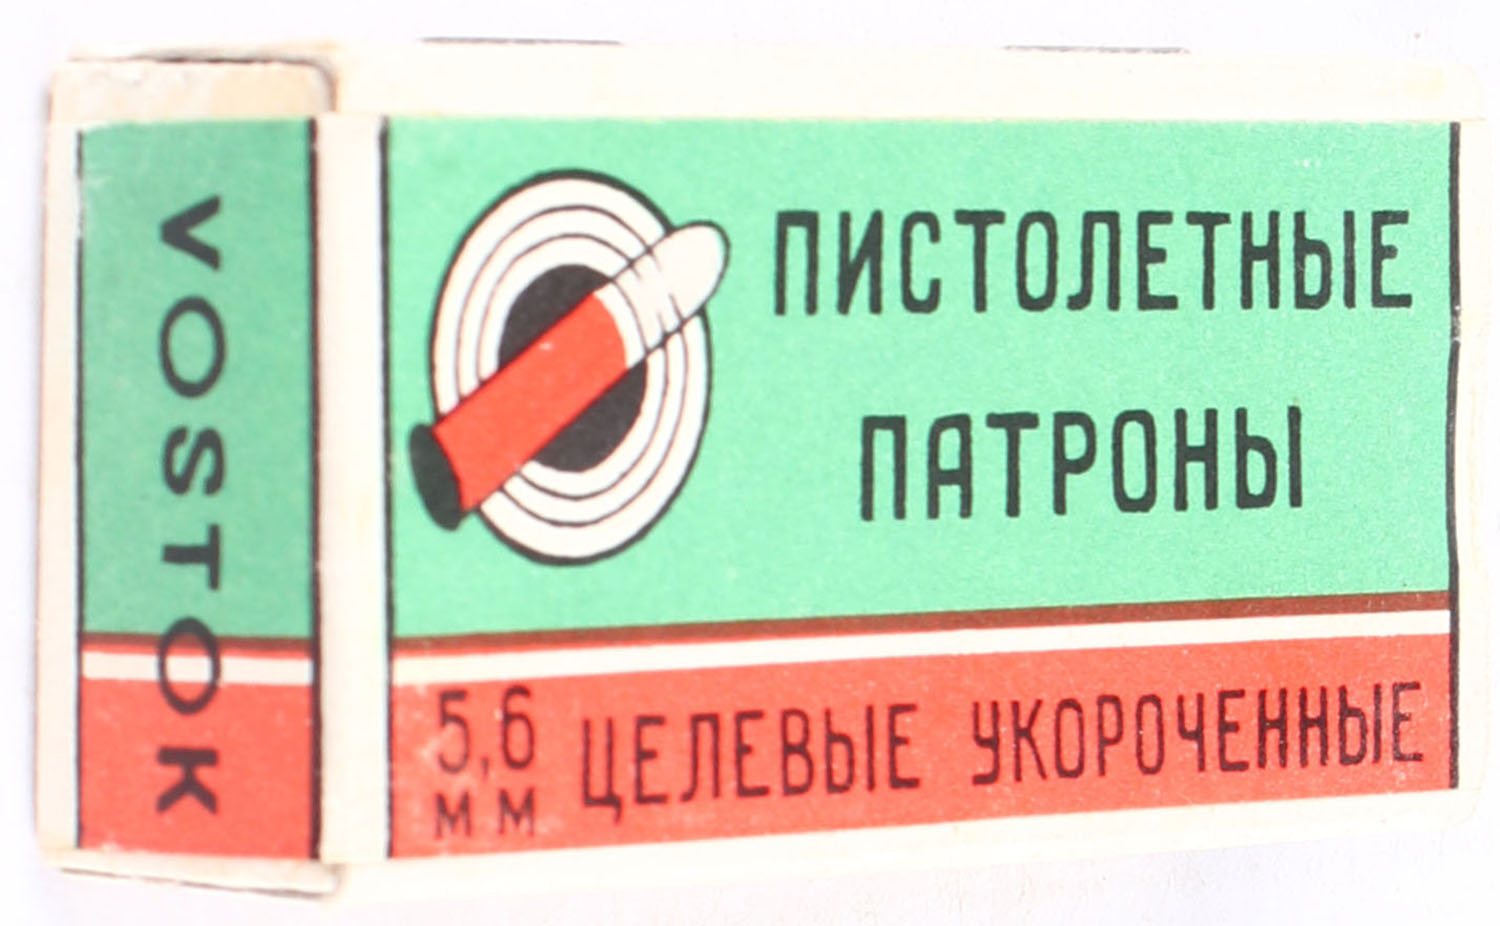 VOSTOK
ПИСТОЛЕТНЫЕ
ПАТРОНЫ
5,6 ЦЕЛЕВЫЕ УКОРОЧЕННЫЕ
мм